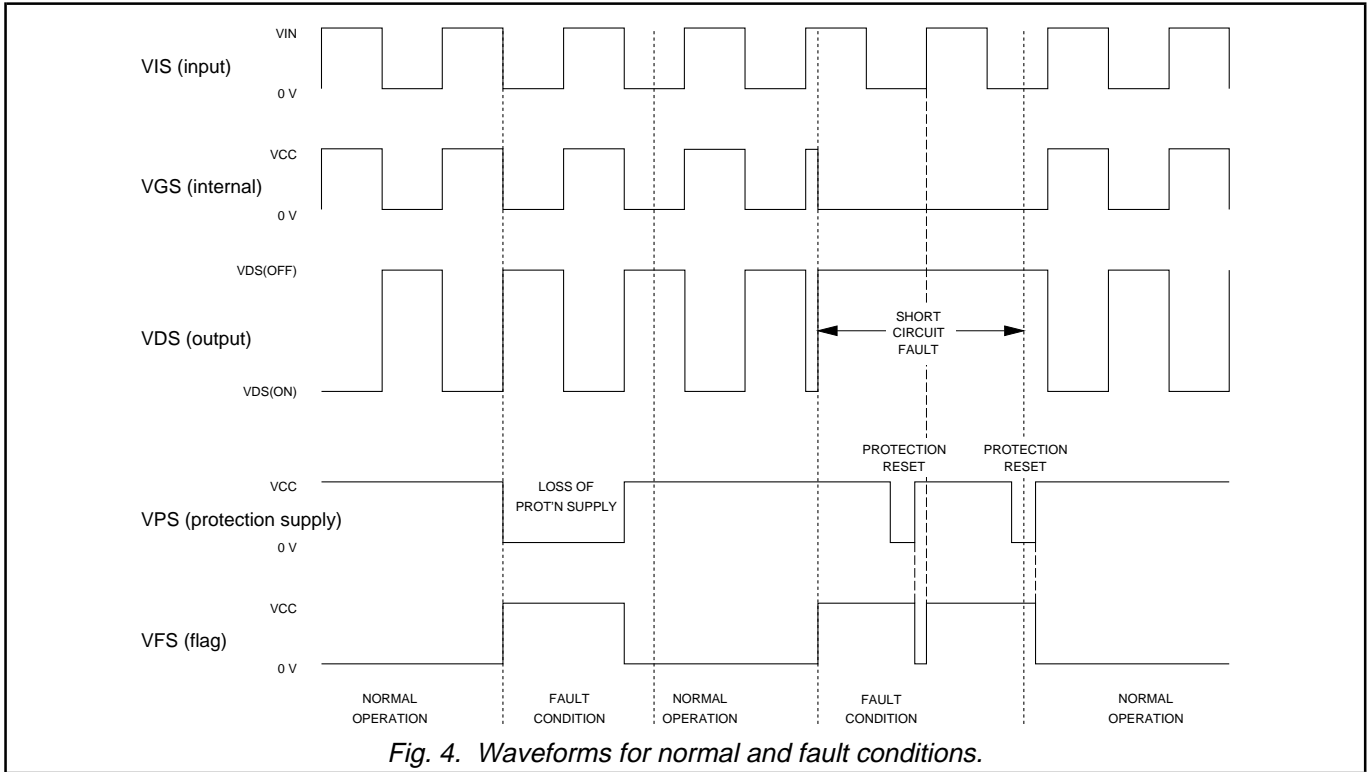 VIN
VIS (input)
0 V
VCC
VGS (internal)
0 V
VDS(OFF)
SHORT
CIRCUIT
FAULT
VDS (output)
VDS(ON)
PROTECTION
RESET
PROTECTION
RESET
VCC
LOSS OF
PROT'N SUPPLY
VPS (protection supply)
0 V
VCC
VFS (flag)
0 V
NORMAL
OPERATION
FAULT
CONDITION
NORMAL
OPERATION
FAULT
CONDITION
NORMAL
OPERATION
Fig. 4. Waveforms for normal and fault conditions.